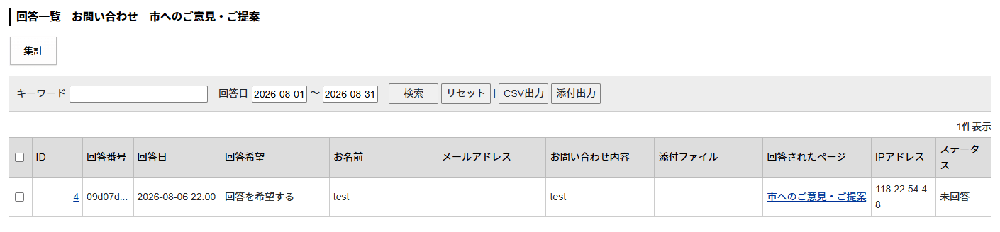 回答一覧　お問い合わせ　市へのご意見・ご提案
集計
キーワード 回答日 2026-08-01 ～ 2026-08-31 検索 リセット | CSV出力 添付出力
1件表示
ID 回答番号 回答日 回答希望 お名前 メールアドレス お問い合わせ内容 添付ファイル 回答されたページ IPアドレス ステータス
4 09d07d... 2026-08-06 22:00 回答を希望する test test 市へのご意見・ご提案 118.22.54.48 未回答